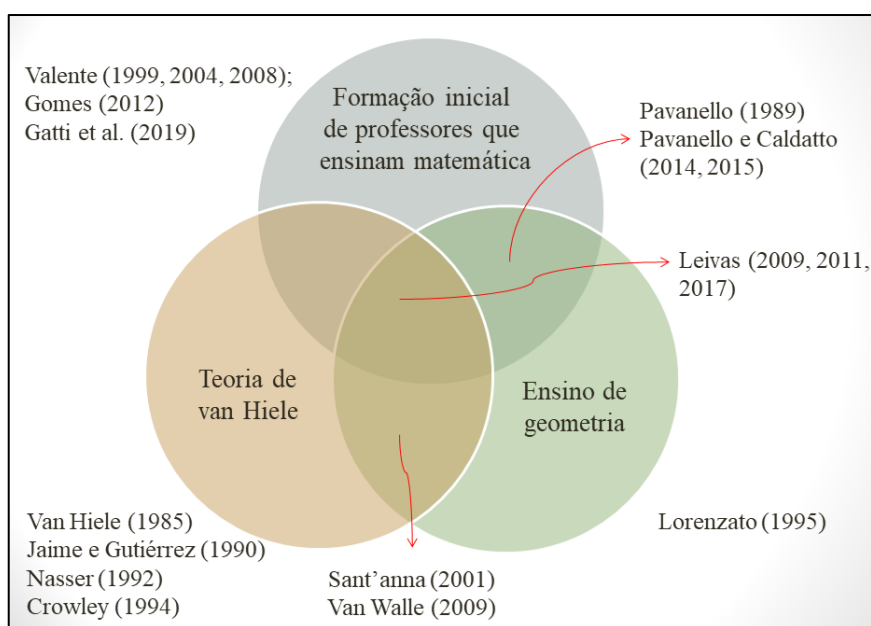 Valente (1999, 2004, 2008);
Gomes (2012)
Gatti et al. (2019)
Formação inicial
de professores que
ensinam matemática
Pavanello (1989)
Pavanello e Caldatto
(2014, 2015)
Leivas (2009, 2011,
2017)
Teoria de
van Hiele
Ensino de
geometria
Van Hiele (1985)
Jaime e Gutiérrez (1990)
Nasser (1992)
Crowley (1994)
Sant’anna (2001)
Van Walle (2009)
Lorenzato (1995)